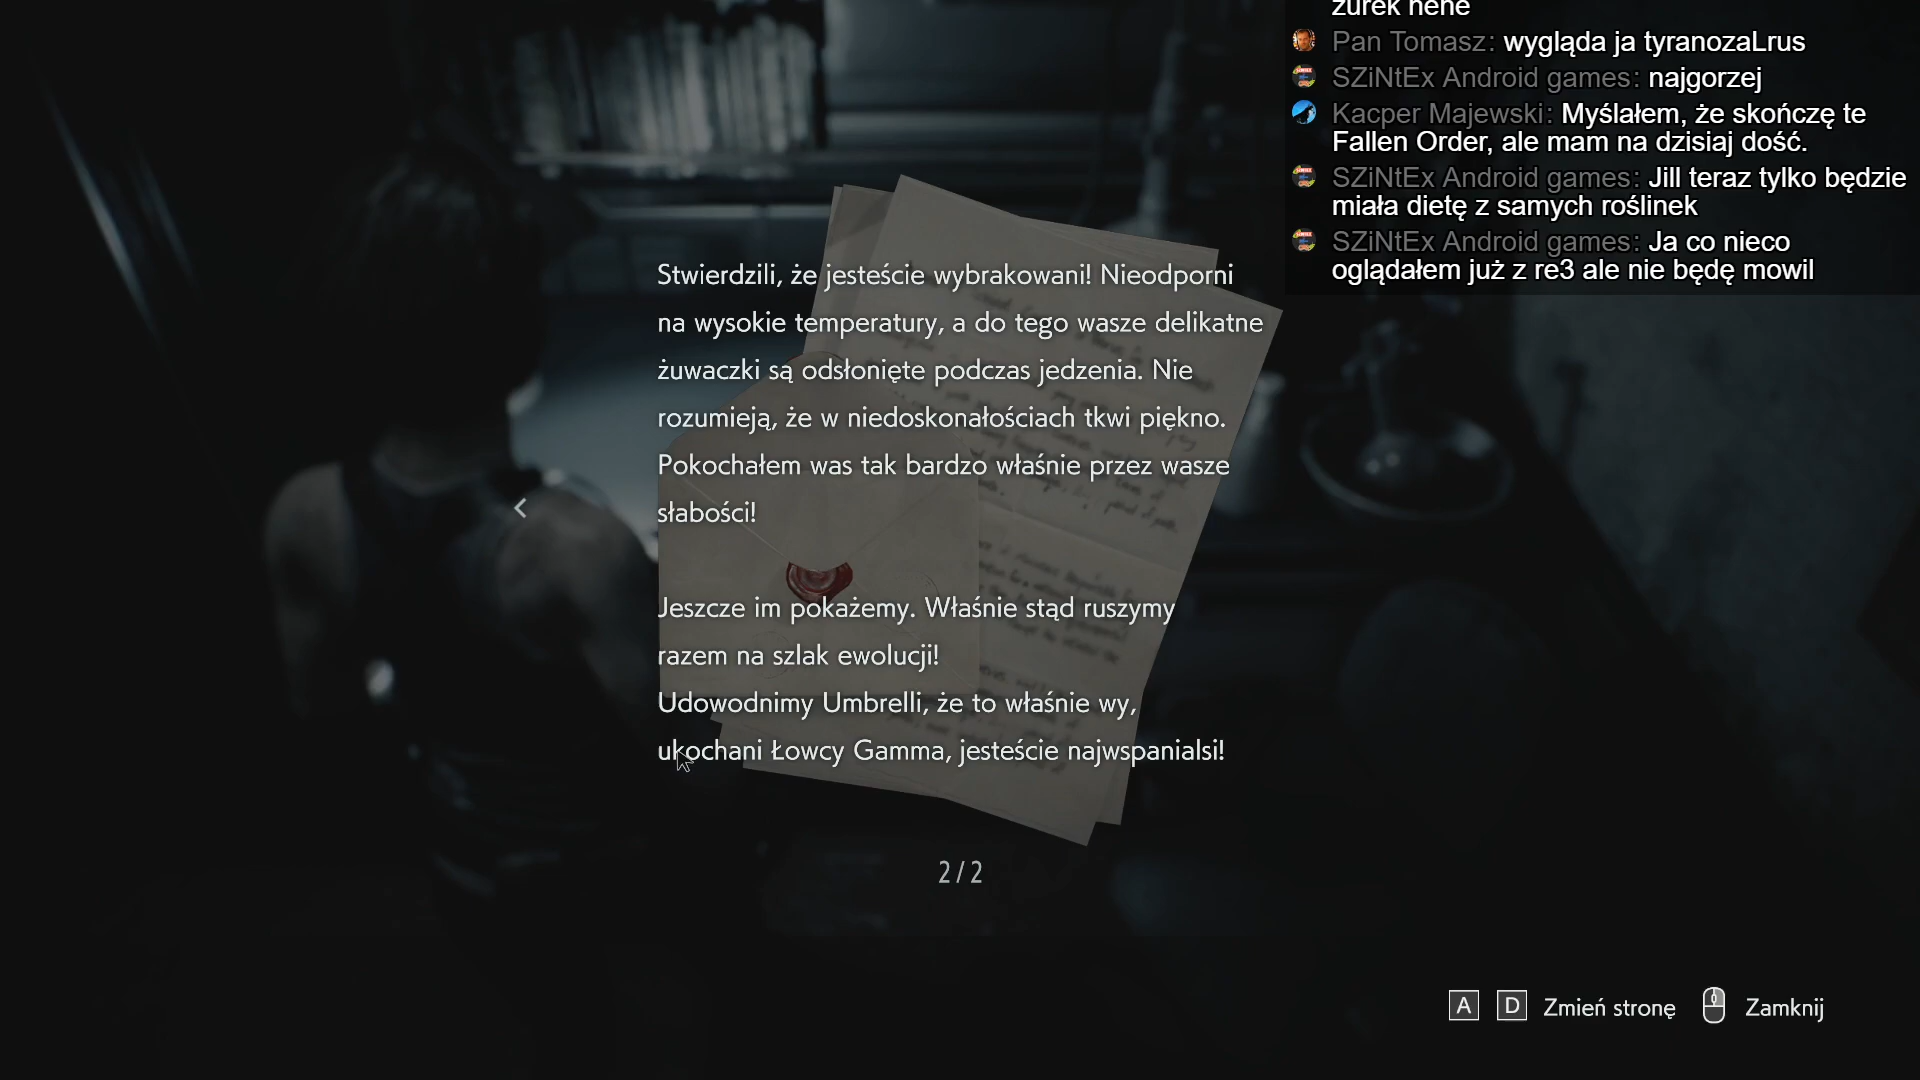 Stwierdzili, że jesteście wybrakowani! Nieodporni
na wysokie temperatury, a do tego wasze delikatne
żuwaczki są odsłonięte podczas jedzenia. Nie
rozumieją, że w niedoskonałościach tkwi piękno.
Pokochałem was tak bardzo właśnie przez wasze
słabości!
Jeszcze im pokażemy. Właśnie stąd ruszymy
razem na szlak ewolucji!
Udowodnimy Umbrelli, że to właśnie wy,
ukochani Łowcy Gamma, jesteście najwspanialsi!
2 / 2
żurek hehe
Pan Tomasz: wygląda ja tyranozaLrus
SZiNtEx Android games: najgorzej
Kacper Majewski: Myślałem, że skończę te
Fallen Order, ale mam na dzisiaj dość.
SZiNtEx Android games: Jill teraz tylko będzie
miała dietę z samych roślinek
SZiNtEx Android games: Ja co nieco
oglądałem już z re3 ale nie będę mowil
A D Zmień stronę Zamknij